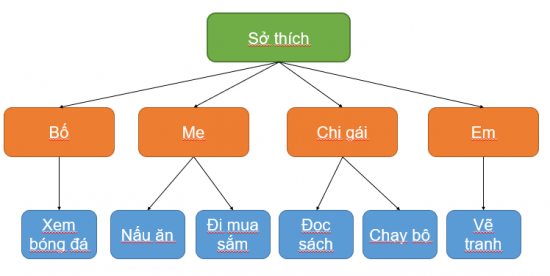 Sở thích
Bố
Mẹ
Chị gái
Em
Xem
bóng đá
Nấu ăn
Đi mua
sắm
Đọc
sách
Chạy bộ
Vẽ
tranh